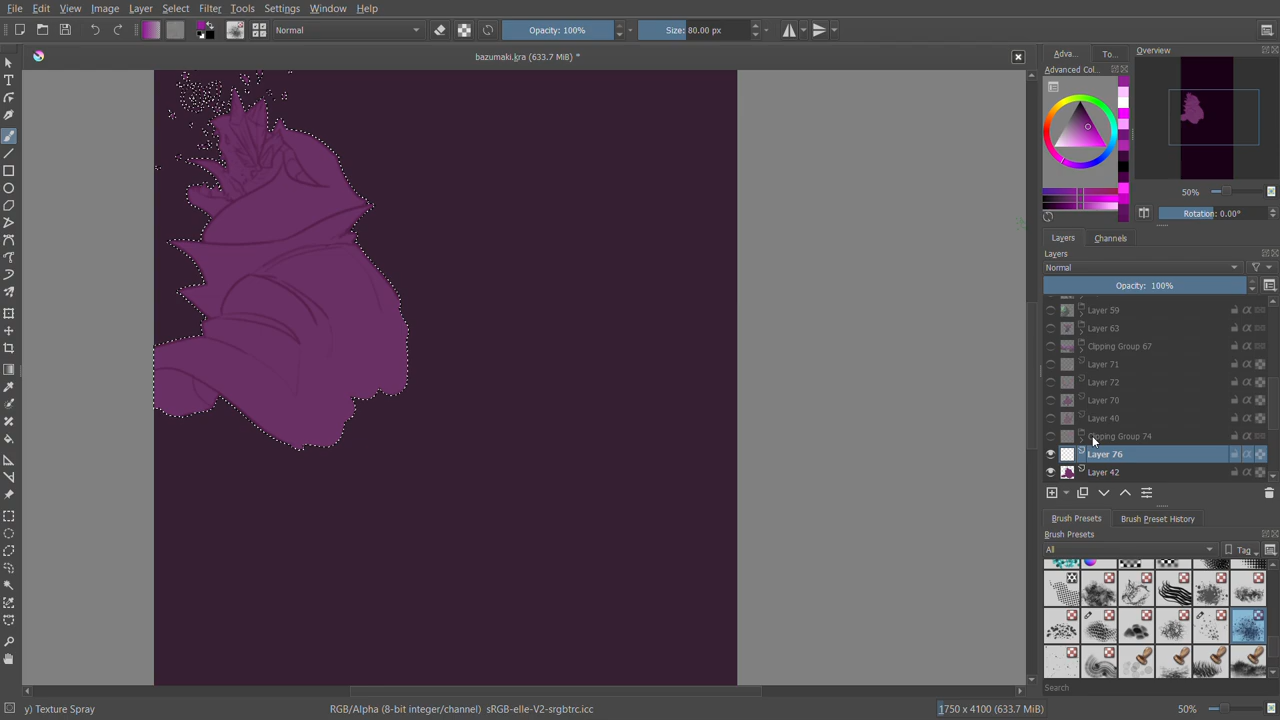 File Edit View Image Layer Select Filter Tools Settings Window Help
Normal Opacity: 100% Size: 80.00 px
bazumaki.kra (633.7 MiB) *
Adva... To... Overview
Advanced Col...
50%
Rotation: 0.00°
Layers Channels
Layers
Normal
Opacity: 100%
Layer 59
Layer 63
Clipping Group 67
Layer 71
Layer 72
Layer 70
Layer 40
Clipping Group 74
Layer 76
Layer 42
Brush Presets Brush Preset History
Brush Presets
All Tag
Search
y) Texture Spray RGB/Alpha (8-bit integer/channel) sRGB-elle-V2-srgbtrc.icc 1750 x 4100 (633.7 MiB) 50%